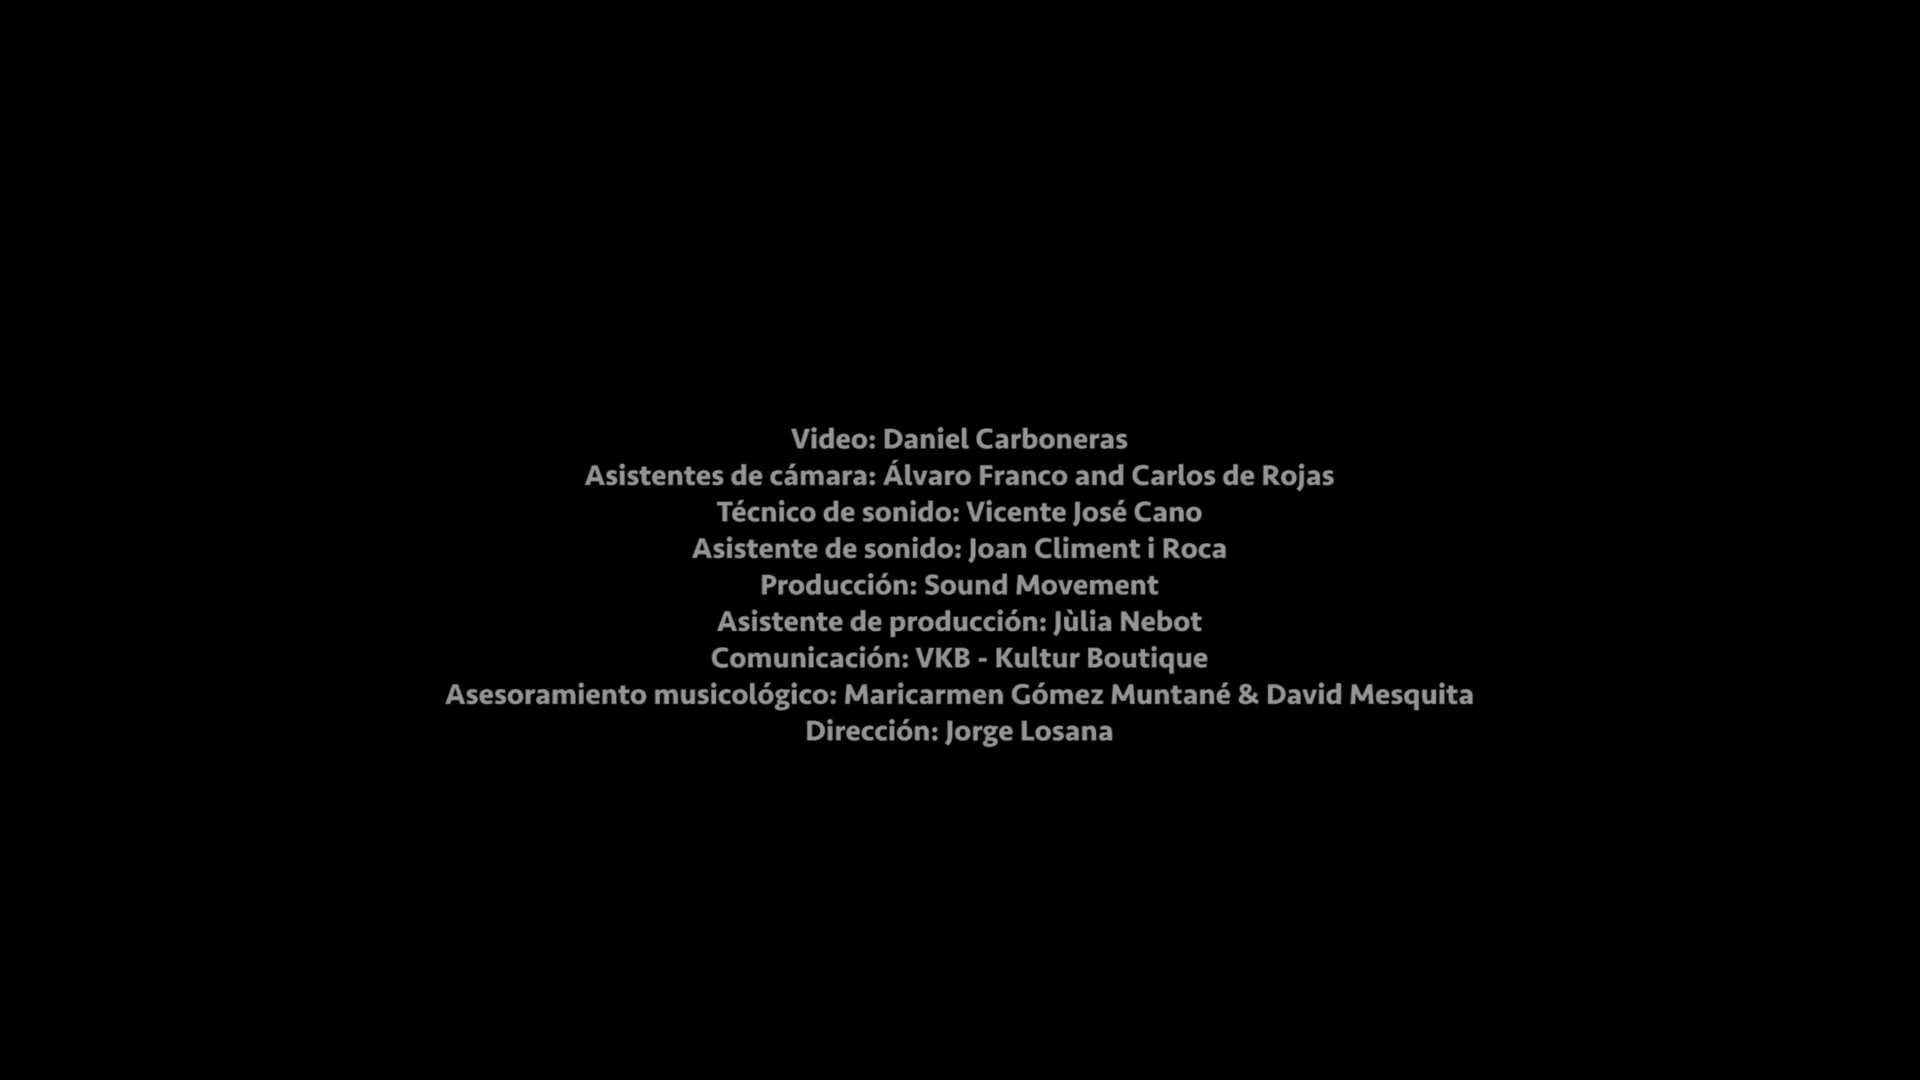 Video: Daniel Carboneras
Asistentes de cámara: Álvaro Franco and Carlos de Rojas
Técnico de sonido: Vicente José Cano
Asistente de sonido: Joan Climent i Roca
Producción: Sound Movement
Asistente de producción: Jùlia Nebot
Comunicación: VKB - Kultur Boutique
Asesoramiento musicológico: Maricarmen Gómez Muntané & David Mesquita
Dirección: Jorge Losana